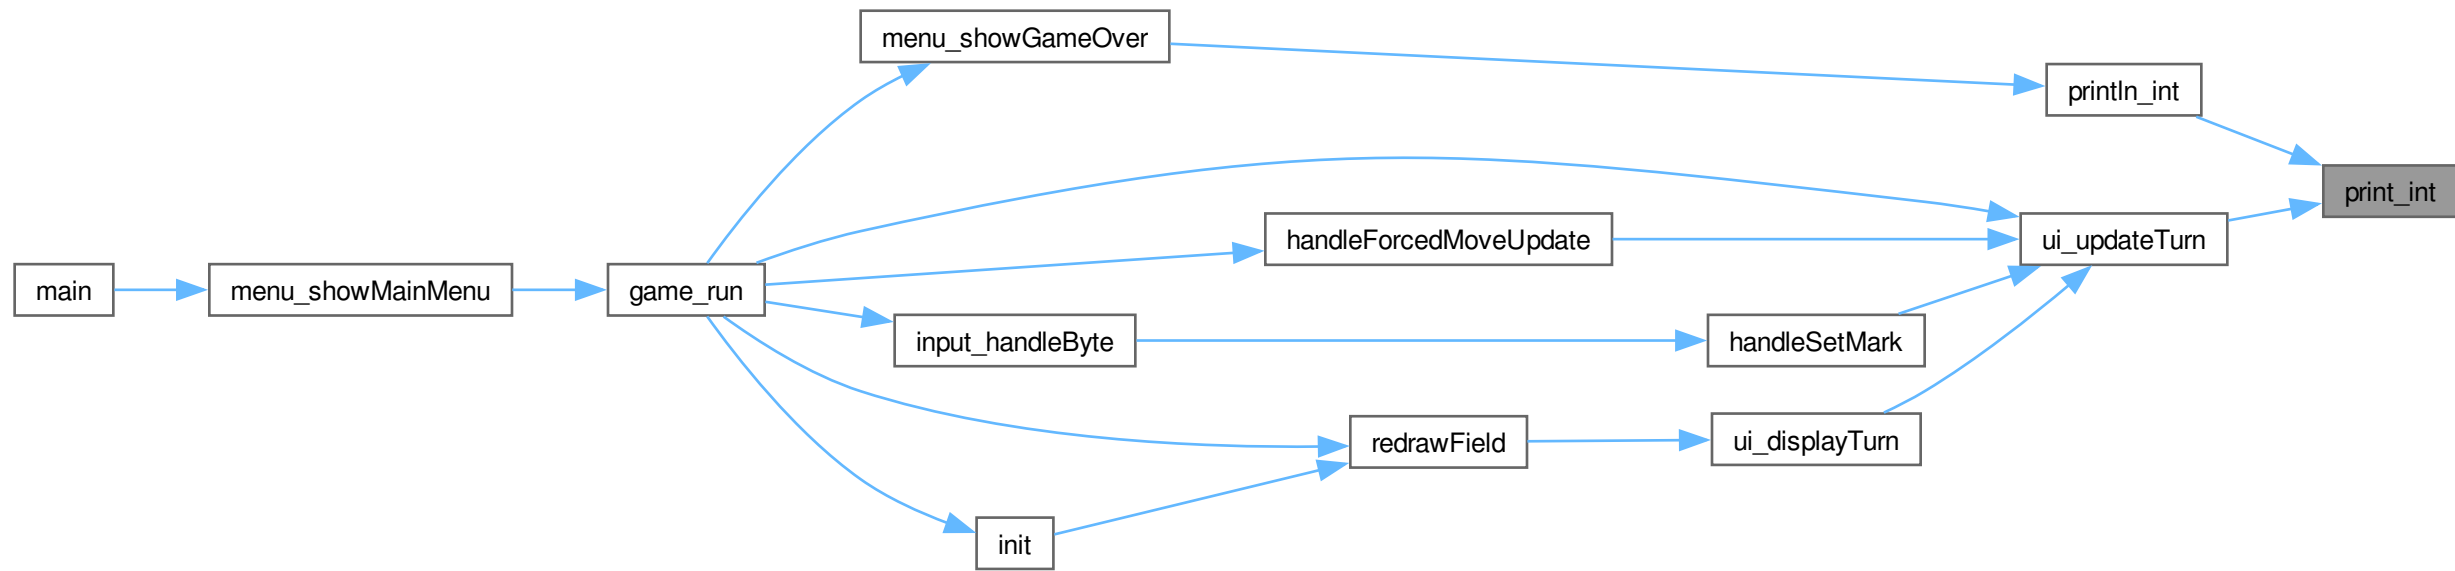 menu_showGameOver
println_int
print_int
ui_updateTurn
handleForcedMoveUpdate
main
menu_showMainMenu
game_run
input_handleByte
handleSetMark
redrawField
ui_displayTurn
init